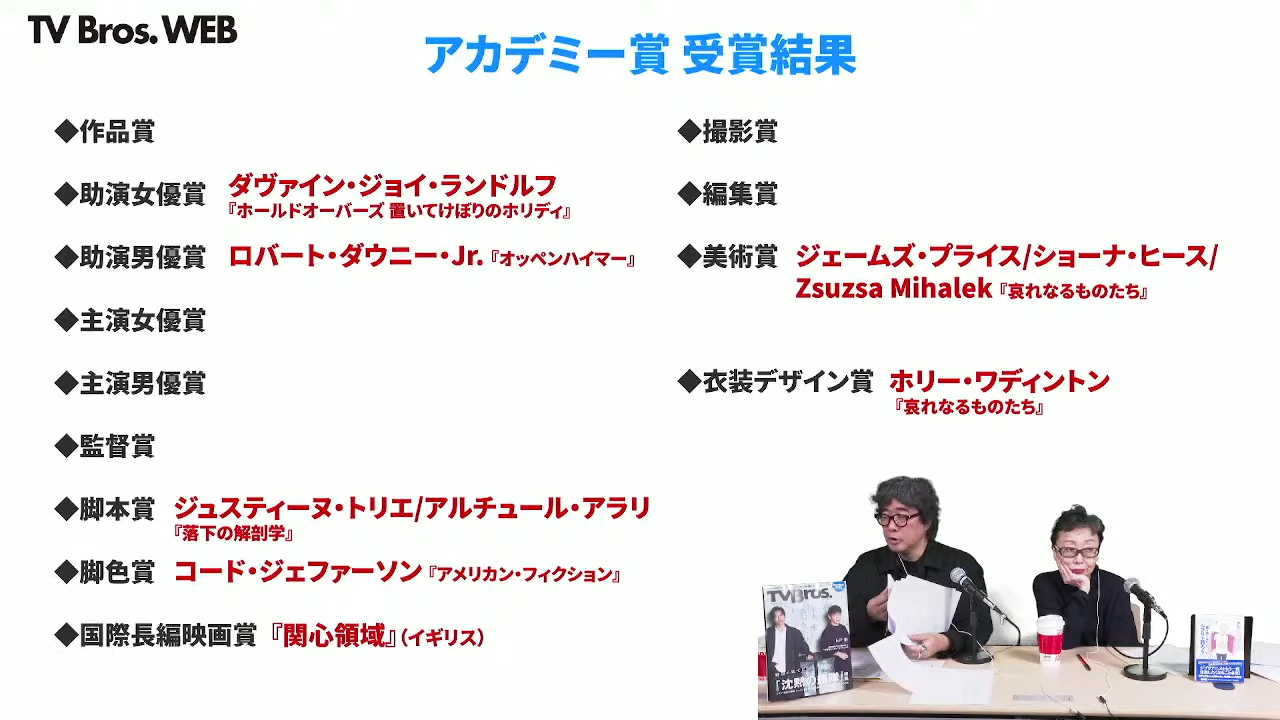 TV Bros. WEB
アカデミー賞 受賞結果
◆作品賞
◆助演女優賞 ダヴァイン・ジョイ・ランドルフ
『ホールドオーバーズ 置いてけぼりのホリディ』
◆助演男優賞 ロバート・ダウニー・Jr.『オッペンハイマー』
◆主演女優賞
◆主演男優賞
◆監督賞
◆脚本賞 ジュスティーヌ・トリエ/アルチュール・アラリ
『落下の解剖学』
◆脚色賞 コード・ジェファーソン『アメリカン・フィクション』
◆国際長編映画賞 『関心領域』(イギリス)
◆撮影賞
◆編集賞
◆美術賞 ジェームズ・プライス/ショーナ・ヒース/
Zsuzsa Mihalek『哀れなるものたち』
◆衣装デザイン賞 ホリー・ワディントン
『哀れなるものたち』
TVBros.
『沈黙の艦隊』